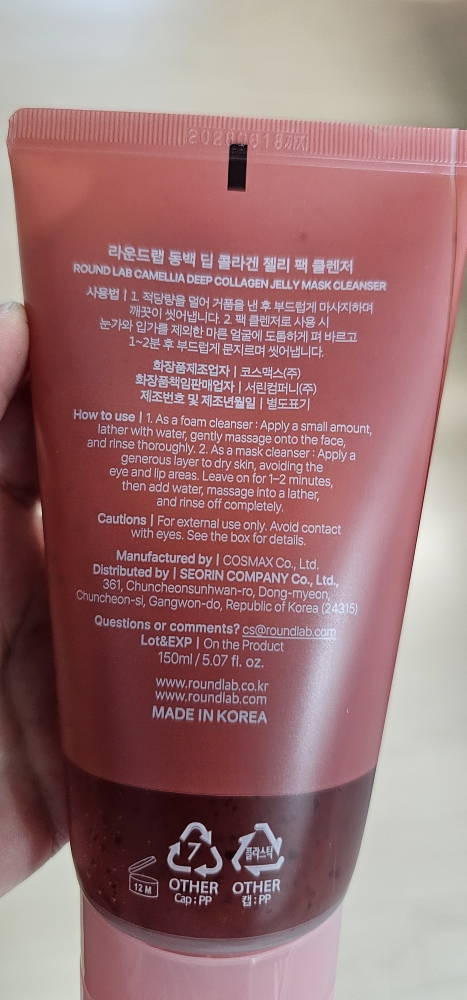 20280618까지
라운드랩 동백 딥 콜라겐 젤리 팩 클렌저
ROUND LAB CAMELLIA DEEP COLLAGEN JELLY MASK CLEANSER
사용법 | 1. 적당량을 덜어 거품을 낸 후 부드럽게 마사지하며
깨끗이 씻어냅니다. 2. 팩 클렌저로 사용 시
눈가와 입가를 제외한 마른 얼굴에 도톰하게 펴 바르고
1~2분 후 부드럽게 문지르며 씻어냅니다.
화장품제조업자 | 코스맥스(주)
화장품책임판매업자 | 서린컴퍼니(주)
제조번호 및 제조년월일 | 별도표기
How to use | 1. As a foam cleanser : Apply a small amount,
lather with water, gently massage onto the face,
and rinse thoroughly. 2. As a mask cleanser : Apply a
generous layer to dry skin, avoiding the
eye and lip areas. Leave on for 1–2 minutes,
then add water, massage into a lather,
and rinse off completely.
Cautions | For external use only. Avoid contact
with eyes. See the box for details.
Manufactured by | COSMAX Co., Ltd.
Distributed by | SEORIN COMPANY Co., Ltd.,
361, Chuncheonsunhwan-ro, Dong-myeon,
Chuncheon-si, Gangwon-do, Republic of Korea (24315)
Questions or comments? cs@roundlab.com
Lot&EXP | On the Product
150ml / 5.07 fl. oz.
www.roundlab.co.kr
www.roundlab.com
MADE IN KOREA
12 M
7
OTHER
Cap : PP
플라스틱
OTHER
캡 : PP